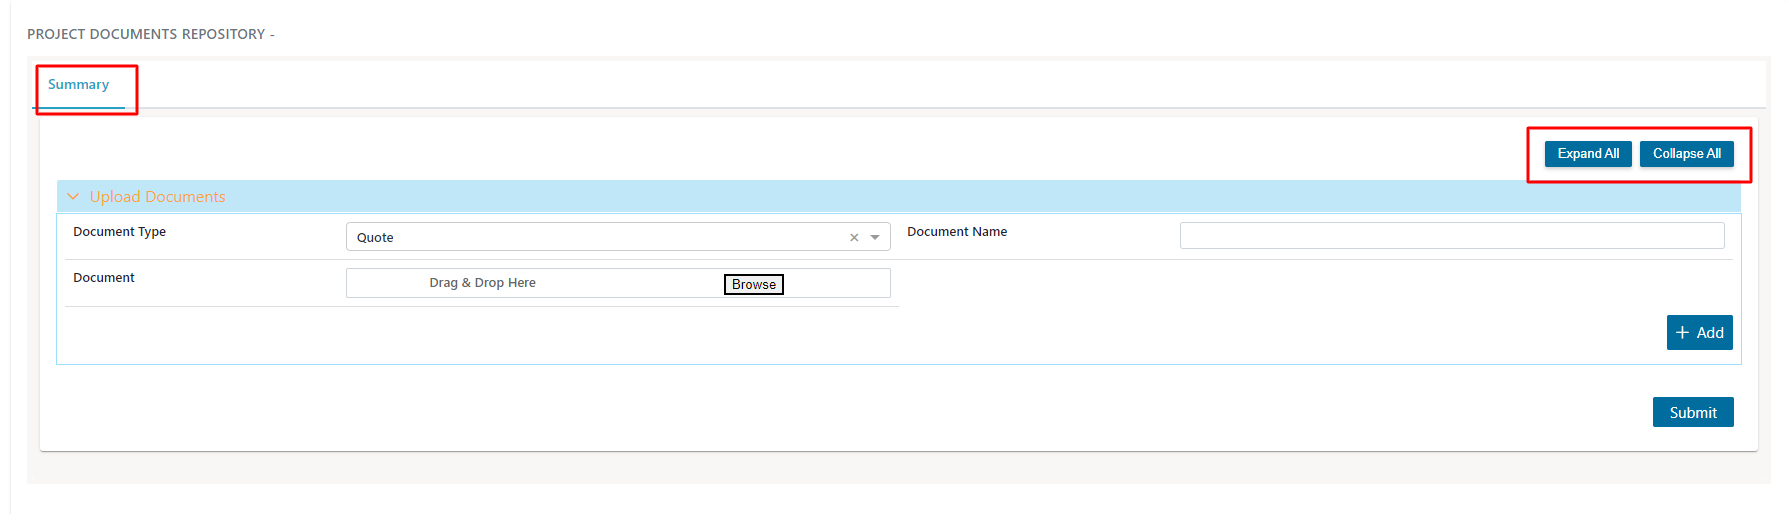 PROJECT DOCUMENTS REPOSITORY -
Summary
Expand All Collapse All
Upload Documents
Document Type Quote Document Name
Document Drag & Drop Here Browse
+ Add
Submit